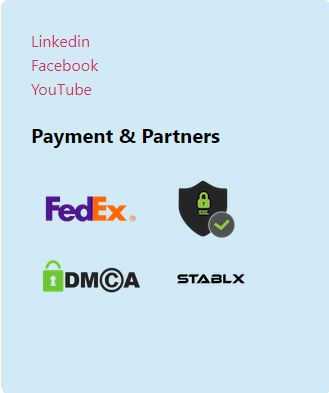 Linkedin
Facebook
YouTube
Payment & Partners
FedEx®
SSL
DMCA
STABLX